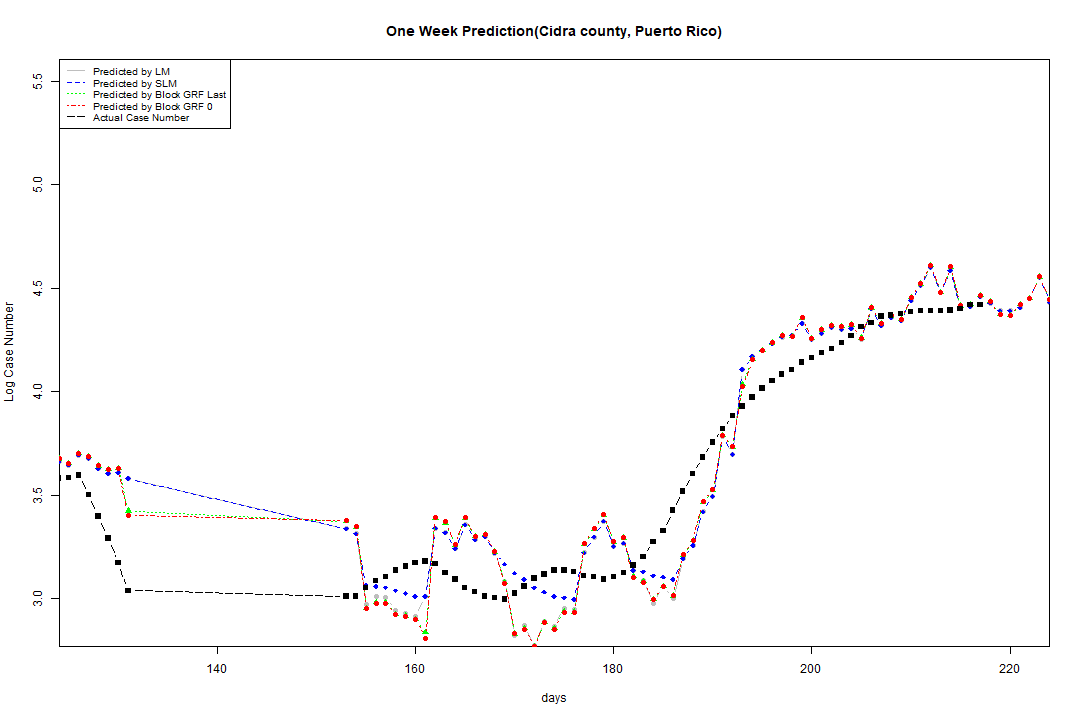 One Week Prediction(Cidra county, Puerto Rico)
Predicted by LM
Predicted by SLM
Predicted by Block GRF Last
Predicted by Block GRF 0
Actual Case Number
5.5
5.0
4.5
4.0
3.5
3.0
Log Case Number
140 160 180 200 220
days